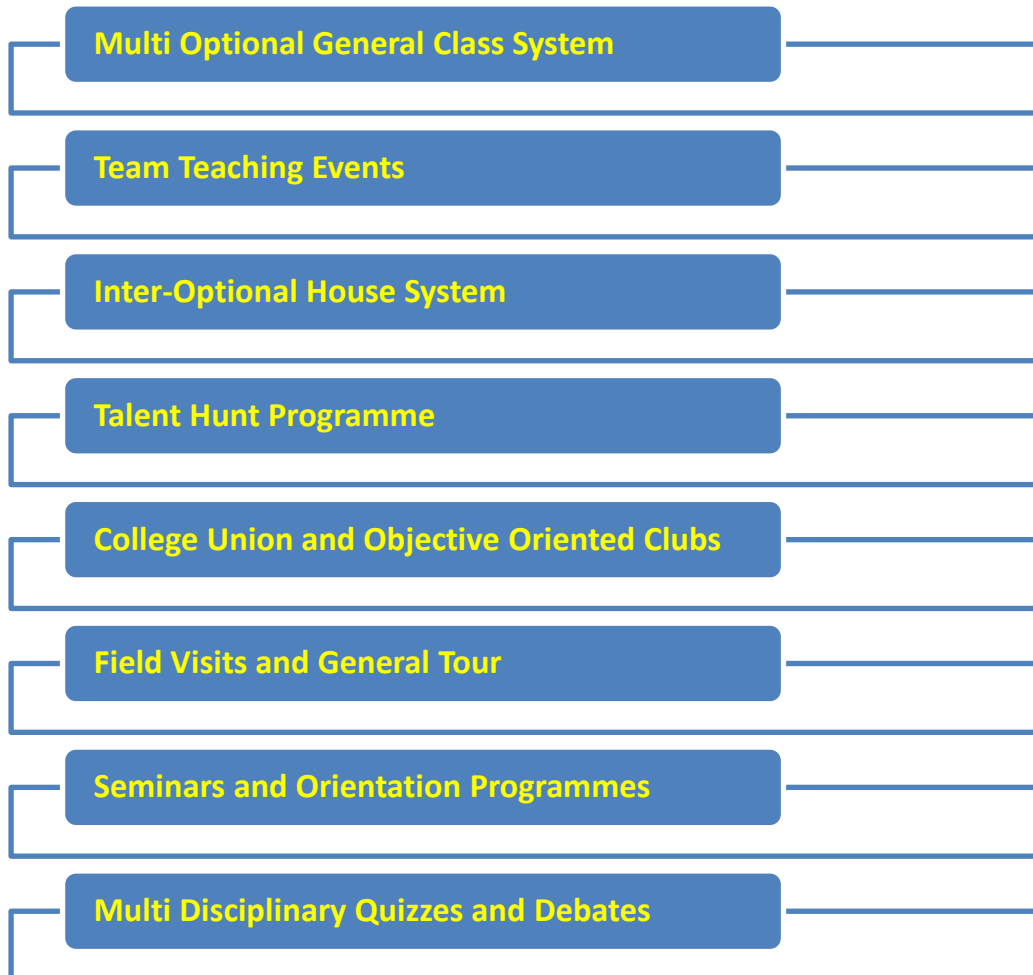 Multi Optional General Class System
Team Teaching Events
Inter-Optional House System
Talent Hunt Programme
College Union and Objective Oriented Clubs
Field Visits and General Tour
Seminars and Orientation Programmes
Multi Disciplinary Quizzes and Debates